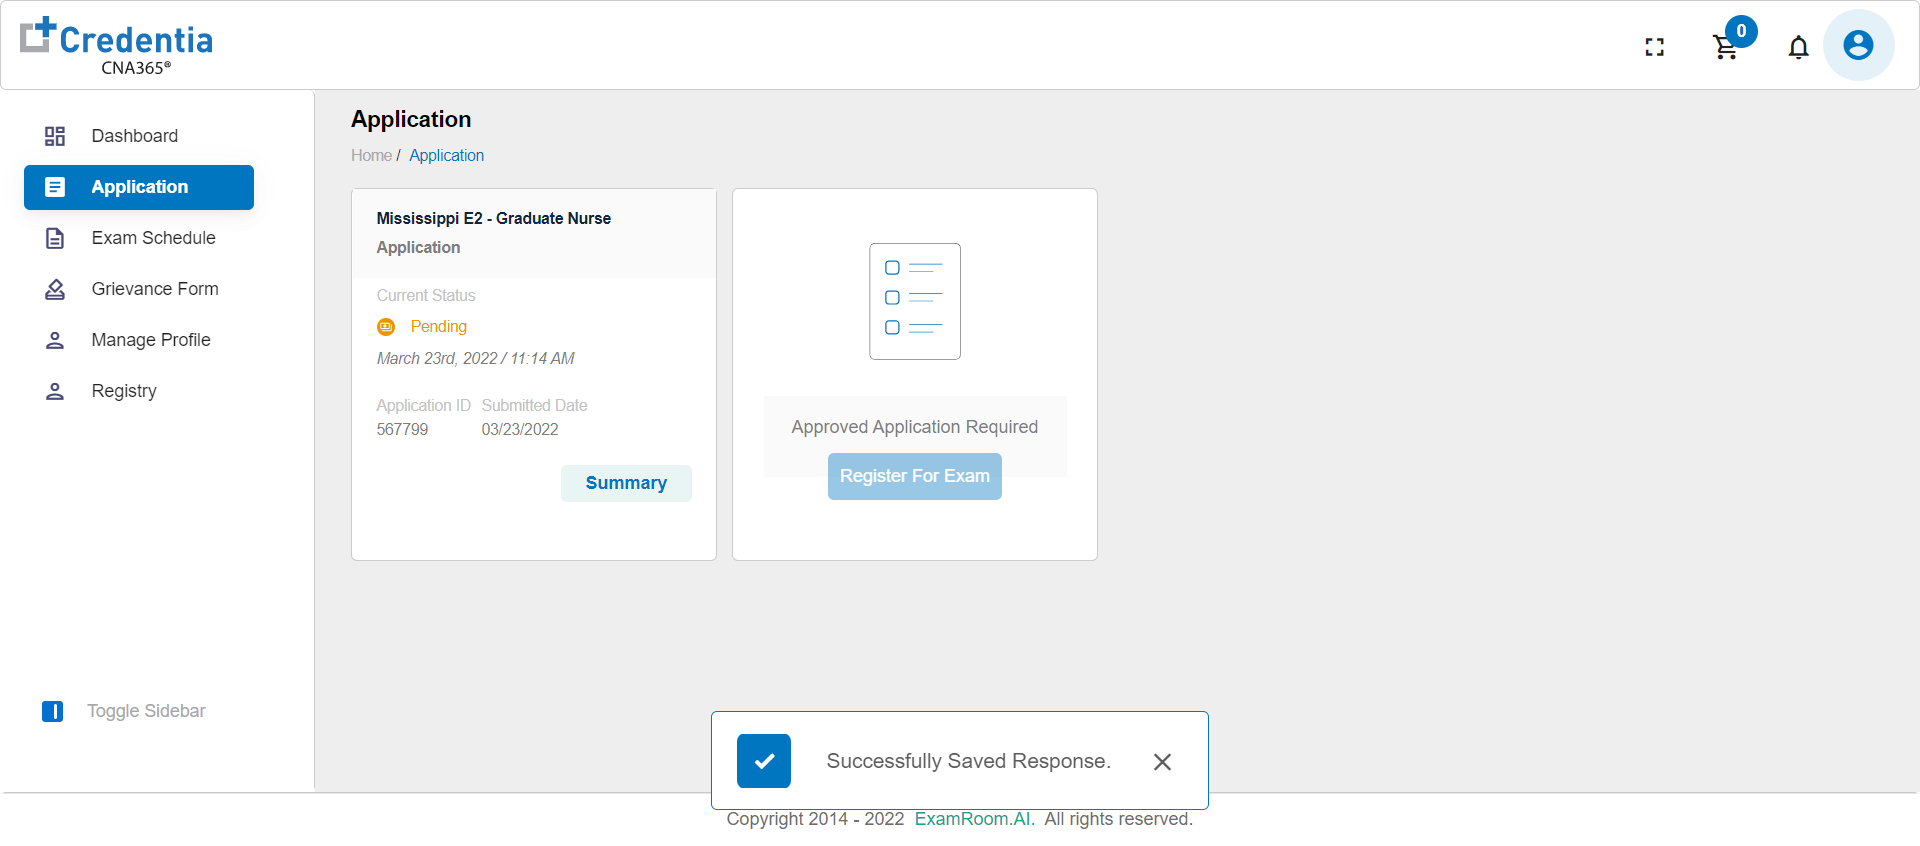 Credentia
CNA365®
0
Dashboard
Application
Exam Schedule
Grievance Form
Manage Profile
Registry
Toggle Sidebar
Application
Home / Application
Mississippi E2 - Graduate Nurse
Application
Current Status
Pending
March 23rd, 2022 / 11:14 AM
Application ID Submitted Date
567799 03/23/2022
Summary
Approved Application Required
Register For Exam
Successfully Saved Response.
Copyright 2014 - 2022 ExamRoom.AI. All rights reserved.